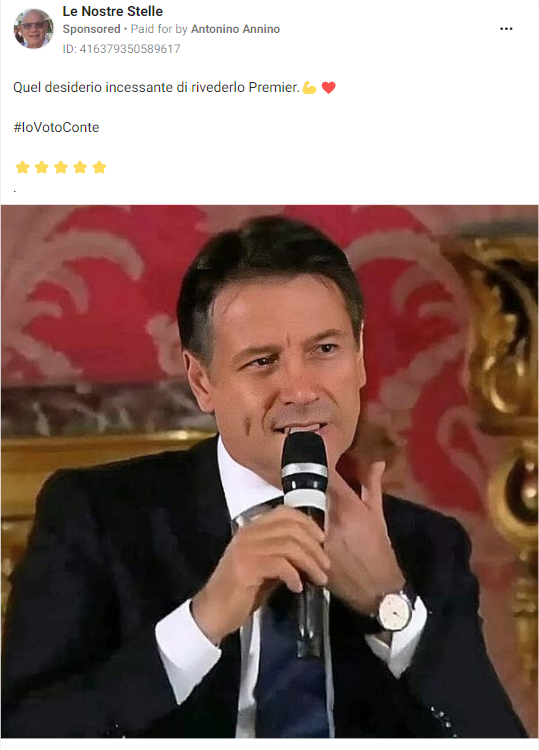 Le Nostre Stelle
Sponsored • Paid for by Antonino Annino
ID: 416379350589617
Quel desiderio incessante di rivederlo Premier.💪❤️
#IoVotoConte
⭐⭐⭐⭐⭐
.